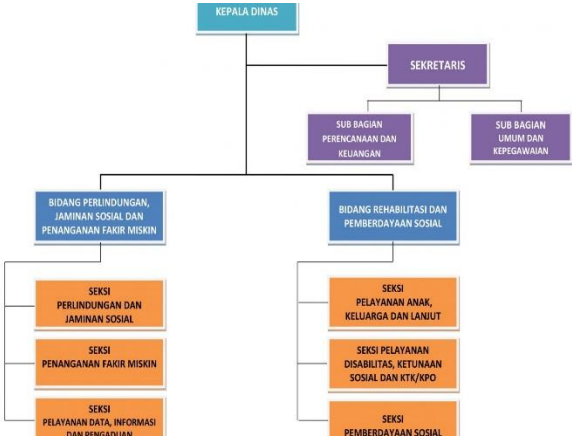 KEPALA DINAS
SEKRETARIS
SUB BAGIAN
PERENCANAAN DAN
KEUANGAN
SUB BAGIAN
UMUM DAN
KEPEGAWAIAN
BIDANG PERLINDUNGAN,
JAMINAN SOSIAL DAN
PENANGANAN FAKIR MISKIN
BIDANG REHABILITASI DAN
PEMBERDAYAAN SOSIAL
SEKSI
PERLINDUNGAN DAN
JAMINAN SOSIAL
SEKSI
PENANGANAN FAKIR MISKIN
SEKSI
PELAYANAN DATA, INFORMASI
DAN PENGADUAN
SEKSI
PELAYANAN ANAK,
KELUARGA DAN LANJUT
SEKSI PELAYANAN
DISABILITAS, KETUNAAN
SOSIAL DAN KTK/KPO
SEKSI
PEMBERDAYAAN SOSIAL